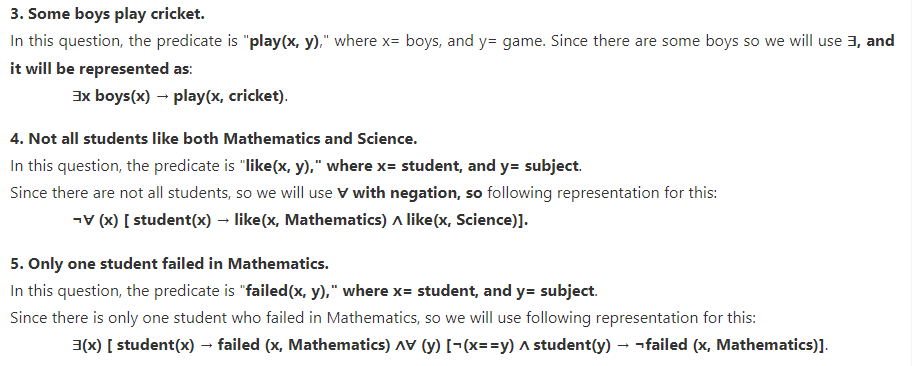 3. Some boys play cricket.
In this question, the predicate is "play(x, y)," where x= boys, and y= game. Since there are some boys so we will use ∃, and
it will be represented as:
∃x boys(x) → play(x, cricket).
4. Not all students like both Mathematics and Science.
In this question, the predicate is "like(x, y)," where x= student, and y= subject.
Since there are not all students, so we will use ∀ with negation, so following representation for this:
¬∀ (x) [ student(x) → like(x, Mathematics) ∧ like(x, Science)].
5. Only one student failed in Mathematics.
In this question, the predicate is "failed(x, y)," where x= student, and y= subject.
Since there is only one student who failed in Mathematics, so we will use following representation for this:
∃(x) [ student(x) → failed (x, Mathematics) ∧∀ (y) [¬(x==y) ∧ student(y) → ¬failed (x, Mathematics)].